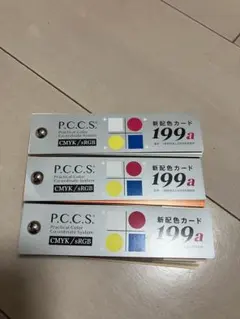 P.C.C.S.
Practical Color
Co-ordinate System
CMYK/sRGB
新配色カード
199a
P.C.C.S.
Practical Color
Co-ordinate System
CMYK/sRGB
新配色カード
199a
P.C.C.S.
Practical Color
Co-ordinate System
CMYK/sRGB
新配色カード
199a